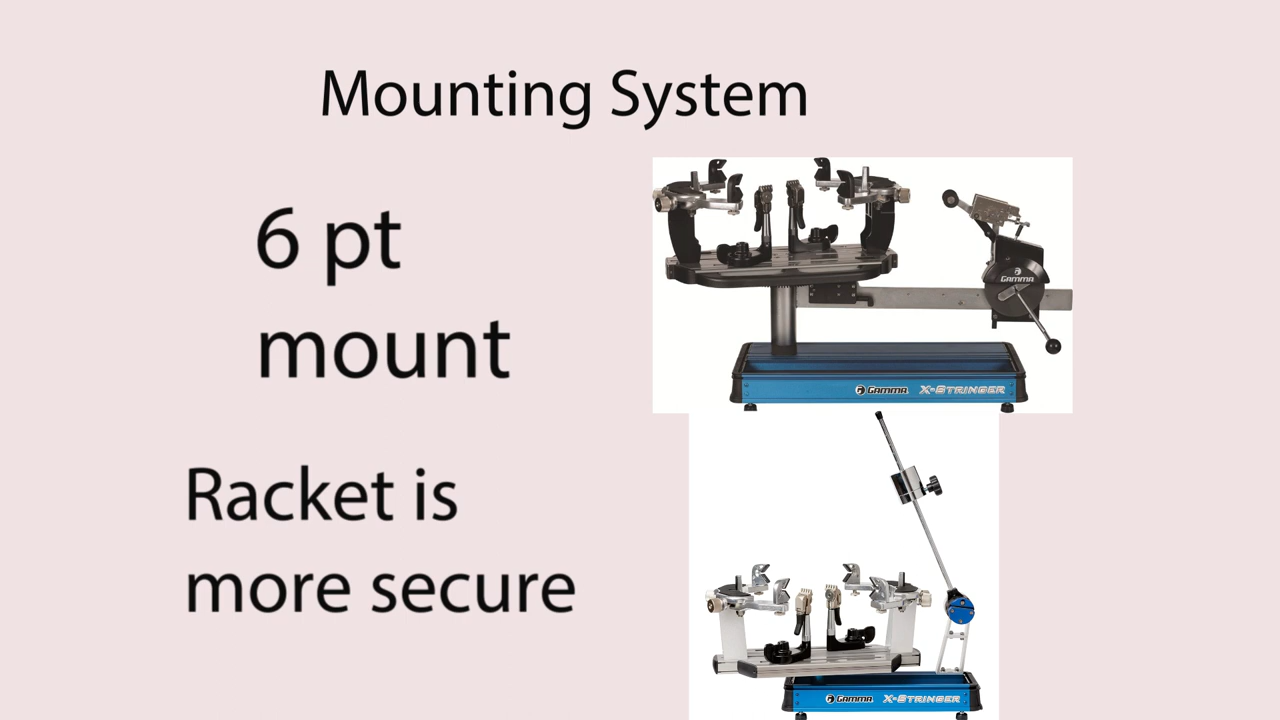 Mounting System
6 pt
mount
Racket is
more secure
GAMMA
GAMMA X-STRINGER
GAMMA X-STRINGER